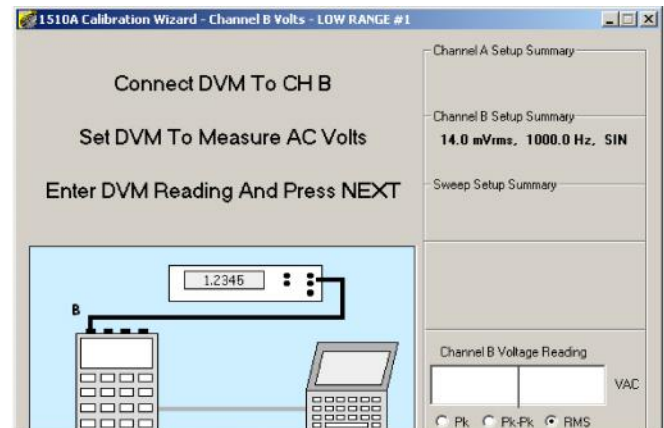 1510A Calibration Wizard - Channel B Volts - LOW RANGE #1
Connect DVM To CH B
Set DVM To Measure AC Volts
Enter DVM Reading And Press NEXT
1.2345
B
Channel A Setup Summary
Channel B Setup Summary
14.0 mVrms, 1000.0 Hz, SIN
Sweep Setup Summary
Channel B Voltage Reading
VAC
Pk Pk-Pk RMS